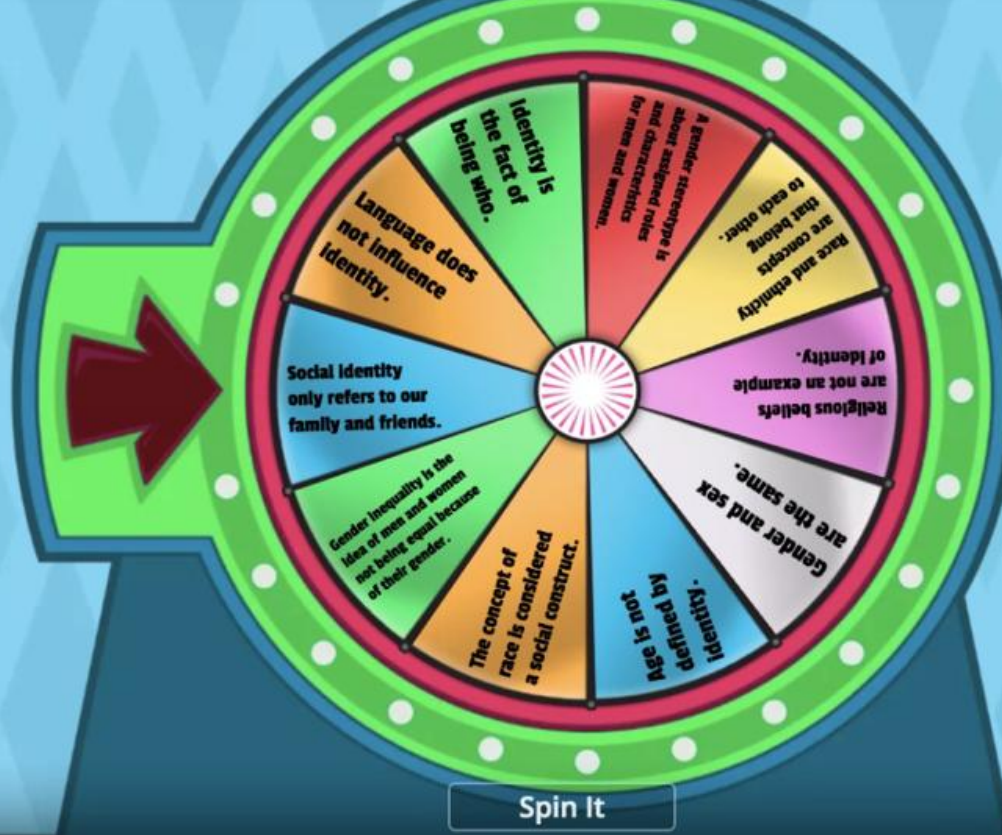 Identity is
the fact of
being who.
A gender stereotype is
about assigned roles
and characteristics
for men and women.
Race and ethnicity
are concepts
that belong
to each other.
Religious beliefs
are not an example
of identity.
Gender and sex
are the same.
Age is not
defined by
identity.
The concept of
race is considered
a social construct.
Gender inequality is the
idea of men and women
not being equal because
of their gender.
Social identity
only refers to our
family and friends.
Language does
not influence
identity.
Spin It